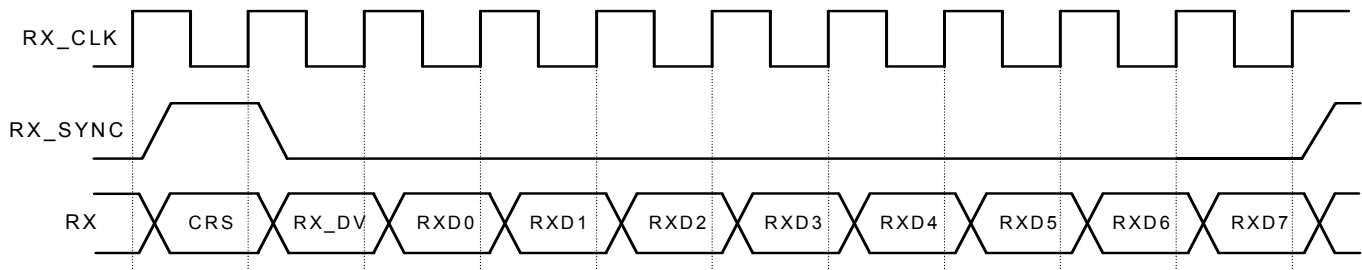 RX_CLK
RX_SYNC
RX CRS RX_DV RXD0 RXD1 RXD2 RXD3 RXD4 RXD5 RXD6 RXD7